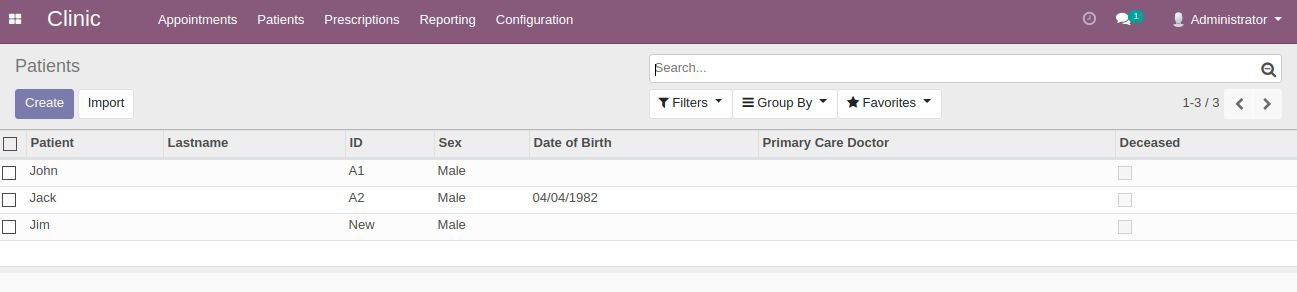 Clinic Appointments Patients Prescriptions Reporting Configuration 1 Administrator
Patients Search...
Create Import Filters Group By Favorites 1-3 / 3
Patient Lastname ID Sex Date of Birth Primary Care Doctor Deceased
John A1 Male
Jack A2 Male 04/04/1982
Jim New Male